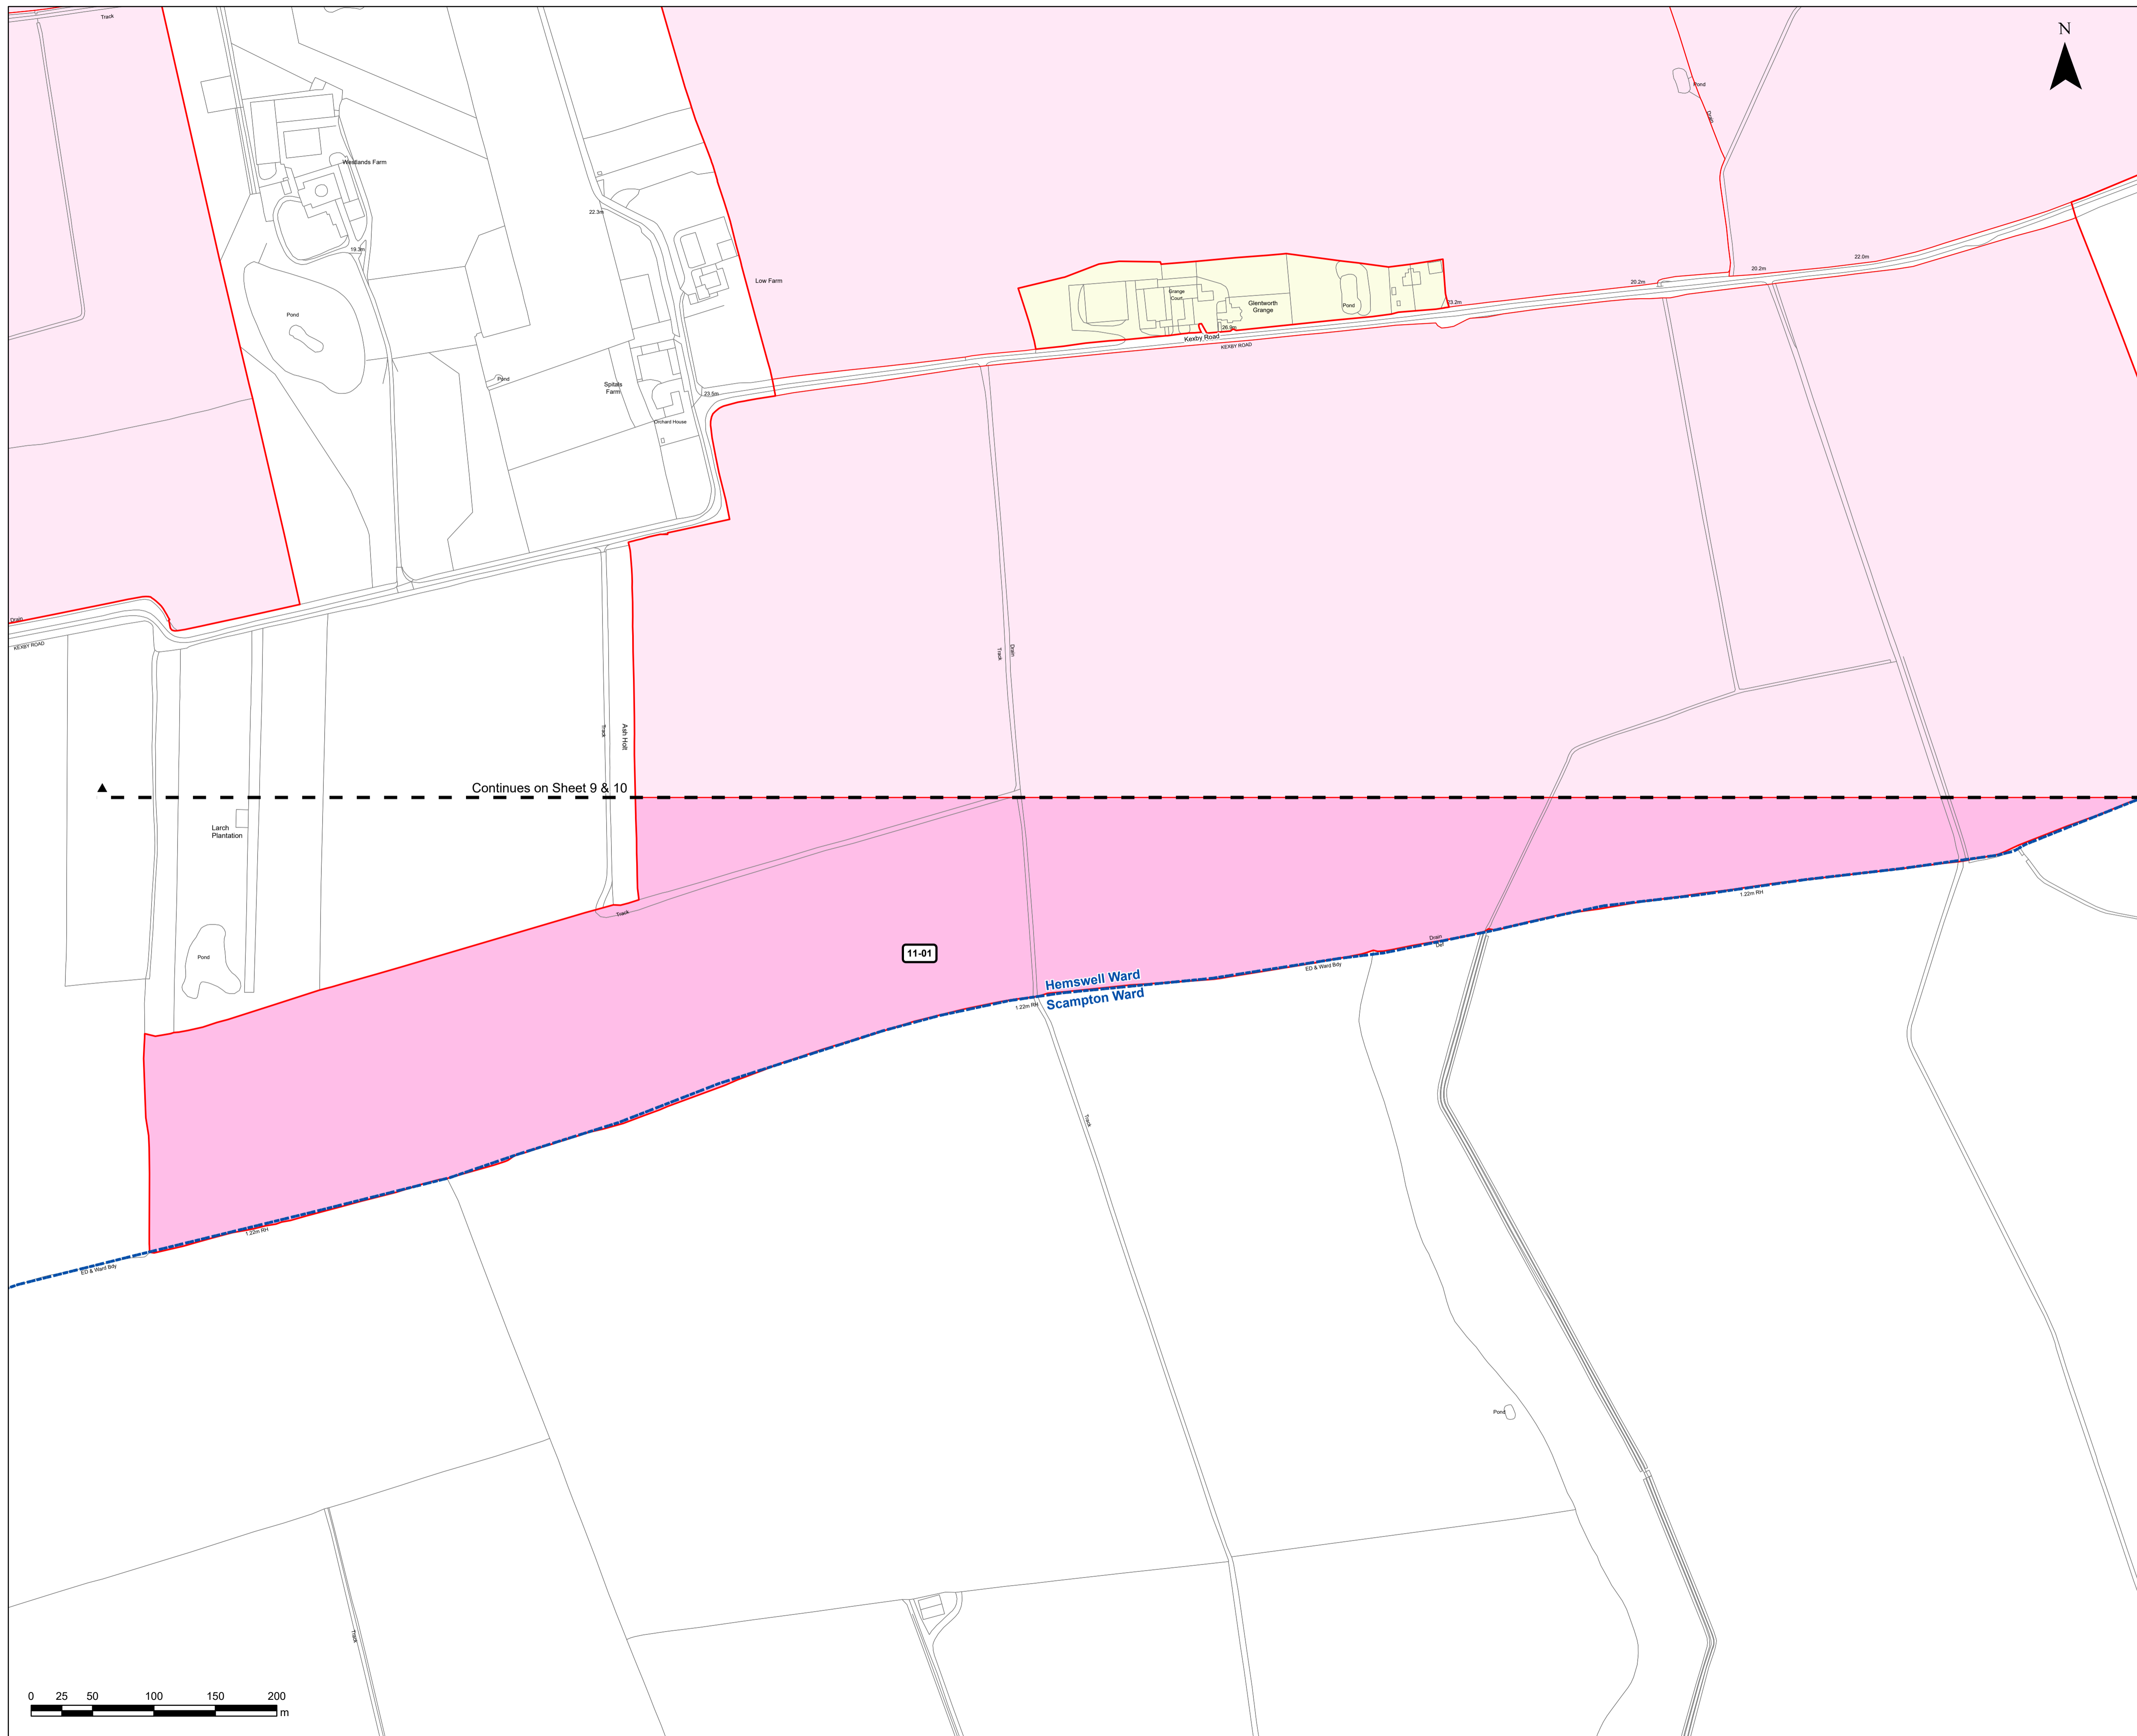 Track
N
Pond
Drain
Westlands Farm
22.3m
19.3m
Low Farm
22.0m
20.2m
20.2m
Grange
Court
Glentworth
Grange
Pond
23.2m
26.9m
Kexby Road
KEXBY ROAD
Pond
Pond
Spitals
Farm
23.5m
Orchard House
Drain
KEXBY ROAD
Track
Drain
Track
Ash Holt
Continues on Sheet 9 & 10
Larch
Plantation
1.22m RH
Track
11-01
Drain
Def
Pond
ED & Ward Bdy
Hemswell Ward
Scampton Ward
1.22m RH
Track
1.22m RH
ED & Ward Bdy
Pond
Track
0 25 50 100 150 200
m